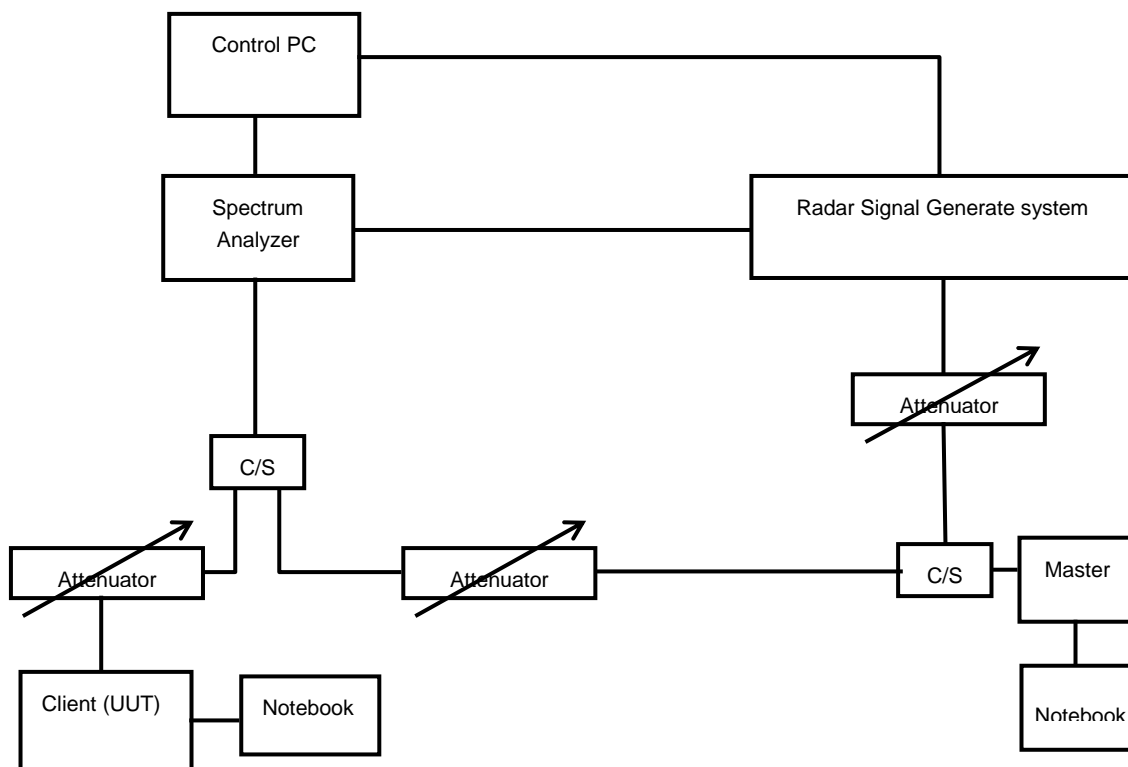 Control PC
Spectrum
Analyzer
Radar Signal Generate system
Attenuator
C/S
Attenuator
Attenuator
C/S
Master
Client (UUT)
Notebook
Notebook